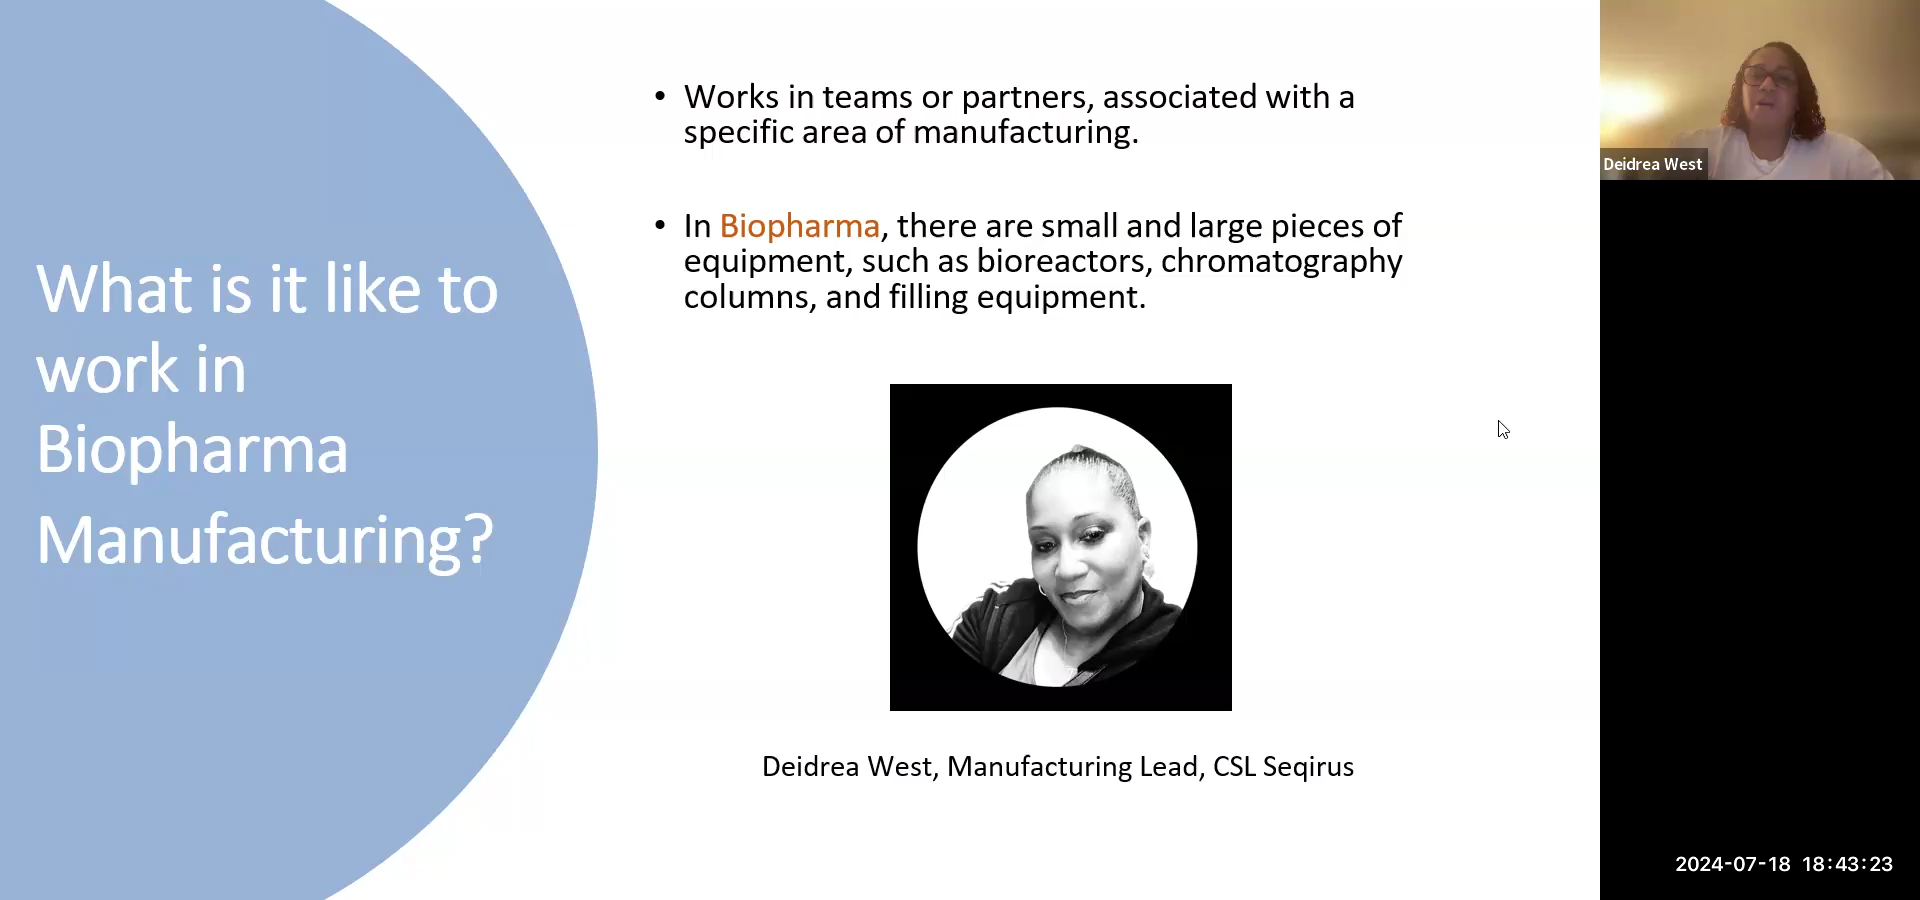 What is it like to
work in
Biopharma
Manufacturing?
• Works in teams or partners, associated with a
specific area of manufacturing.
• In Biopharma, there are small and large pieces of
equipment, such as bioreactors, chromatography
columns, and filling equipment.
Deidrea West, Manufacturing Lead, CSL Seqirus
Deidrea West
2024-07-18 18:43:23